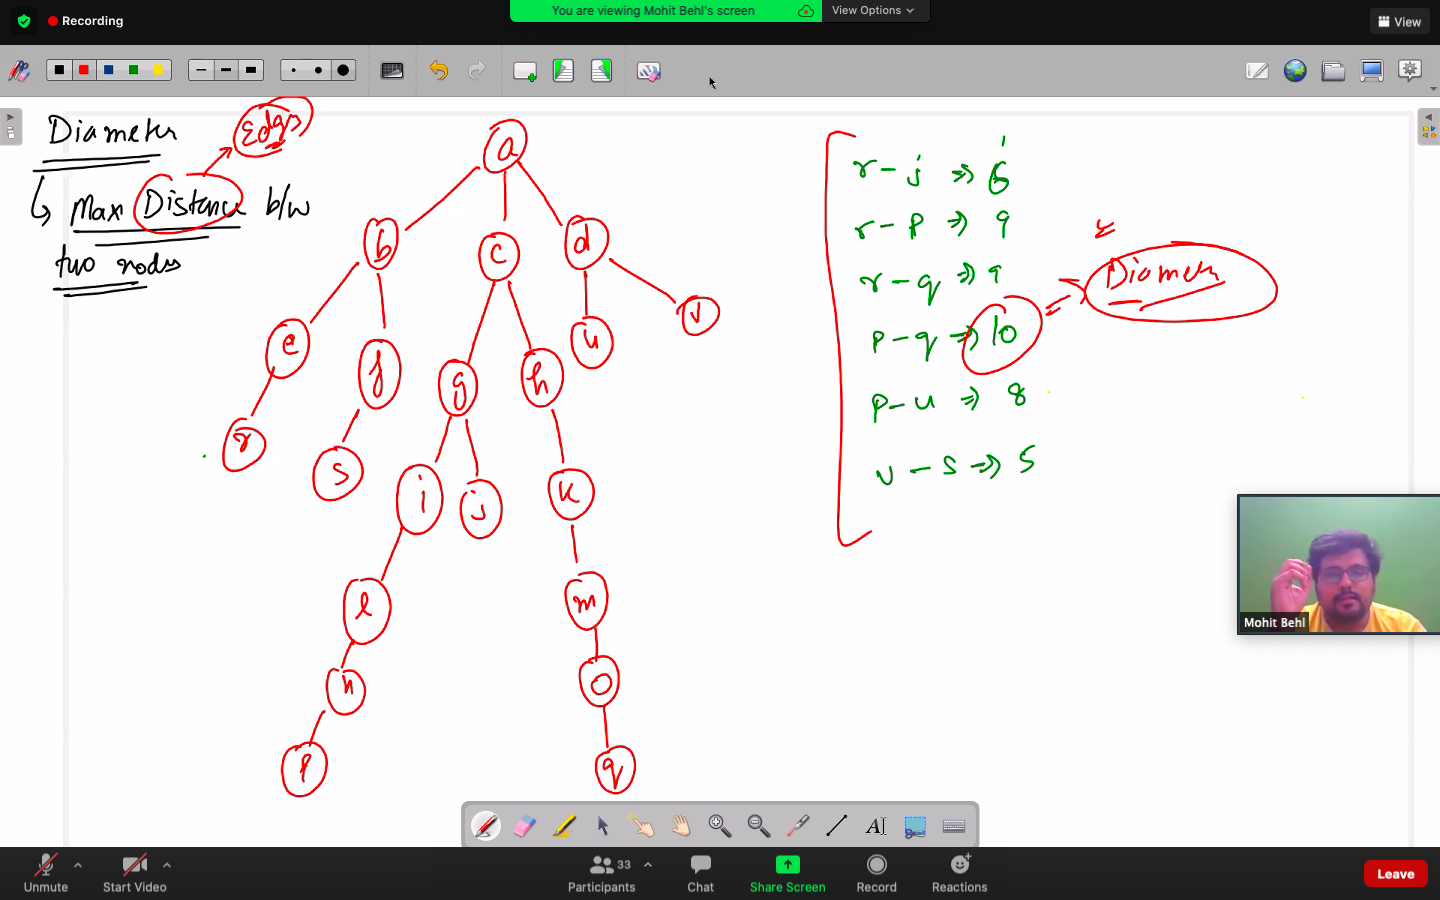 Recording
You are viewing Mohit Behl's screen
View Options
View
Diameter
Edges
Max Distance b/w
two nodes
a
b
c
d
e
f
g
h
u
v
r
s
i
j
k
l
m
n
o
p
q
r - j ⇒ 6
r - p ⇒ 9
r - q ⇒ 9
p - q ⇒ 10 = Diameter
p - u ⇒ 8
v - s ⇒ 5
Mohit Behl
Unmute
Start Video
33
Participants
Chat
Share Screen
Record
Reactions
Leave